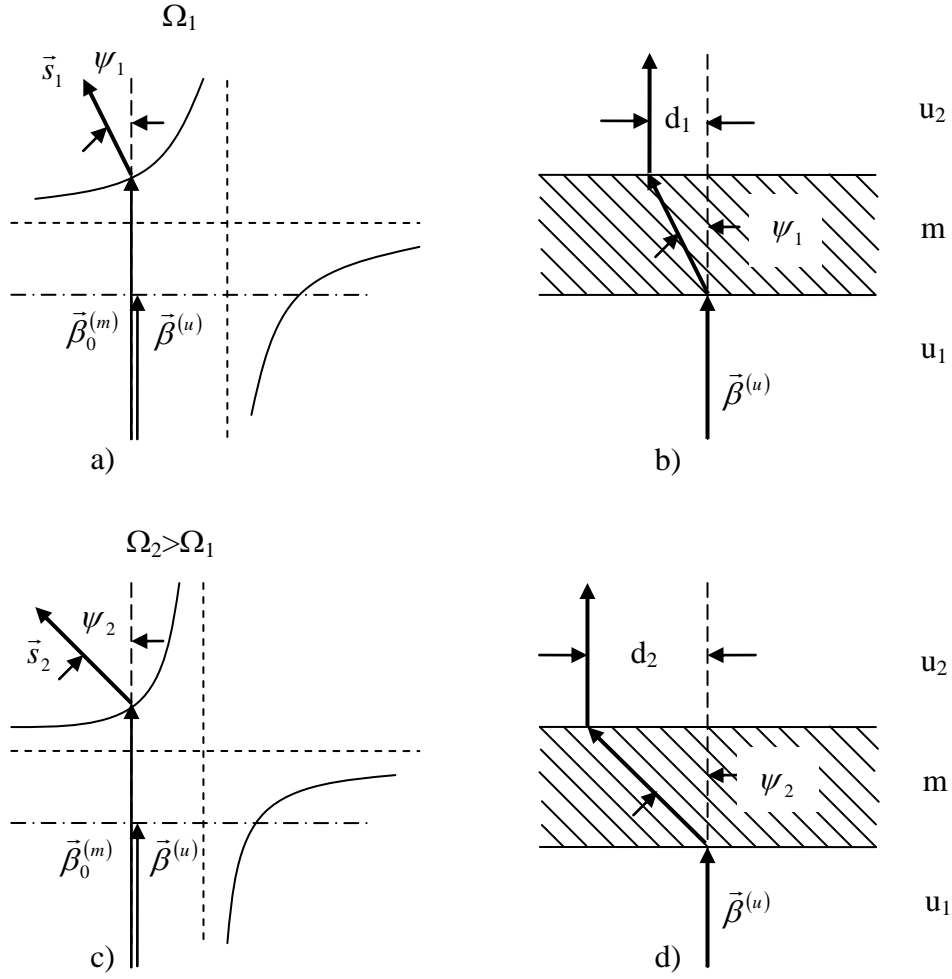 Ω₁
s⃗₁ ψ₁
β⃗₀⁽ᵐ⁾ β⃗⁽ᵘ⁾
a)
d₁
u₂
ψ₁
m
u₁
β⃗⁽ᵘ⁾
b)
Ω₂>Ω₁
s⃗₂ ψ₂
β⃗₀⁽ᵐ⁾ β⃗⁽ᵘ⁾
c)
d₂
u₂
ψ₂
m
u₁
β⃗⁽ᵘ⁾
d)